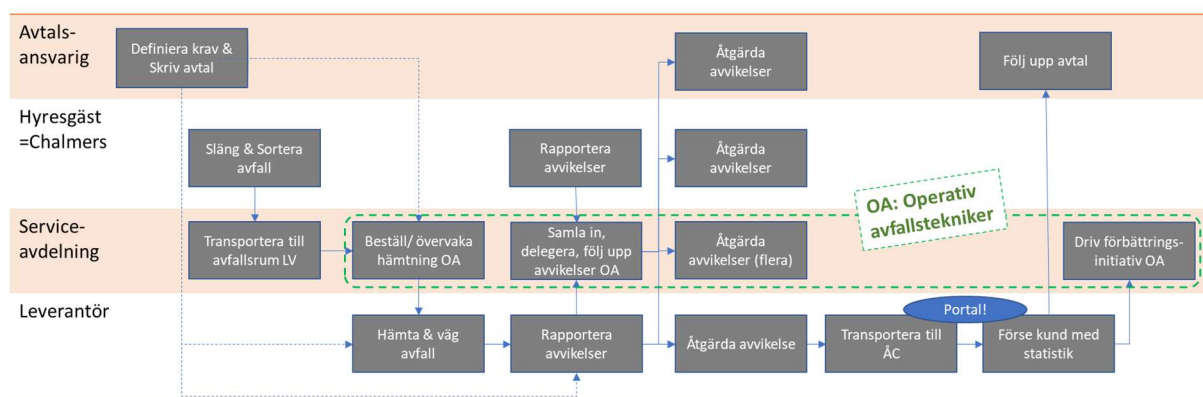 Avtals-
ansvarig
Definiera krav &
Skriv avtal
Åtgärda
avvikelser
Följ upp avtal
Hyresgäst
=Chalmers
Släng & Sortera
avfall
Rapportera
avvikelser
Åtgärda
avvikelser
OA: Operativ
avfallstekniker
Service-
avdelning
Transportera till
avfallsrum LV
Beställ/ övervaka
hämtning OA
Samla in,
delegera, följ upp
avvikelser OA
Åtgärda
avvikelser (flera)
Driv förbättrings-
initiativ OA
Leverantör
Portal!
Hämta & väg
avfall
Rapportera
avvikelser
Åtgärda avvikelse
Transportera till
ÅC
Förse kund med
statistik